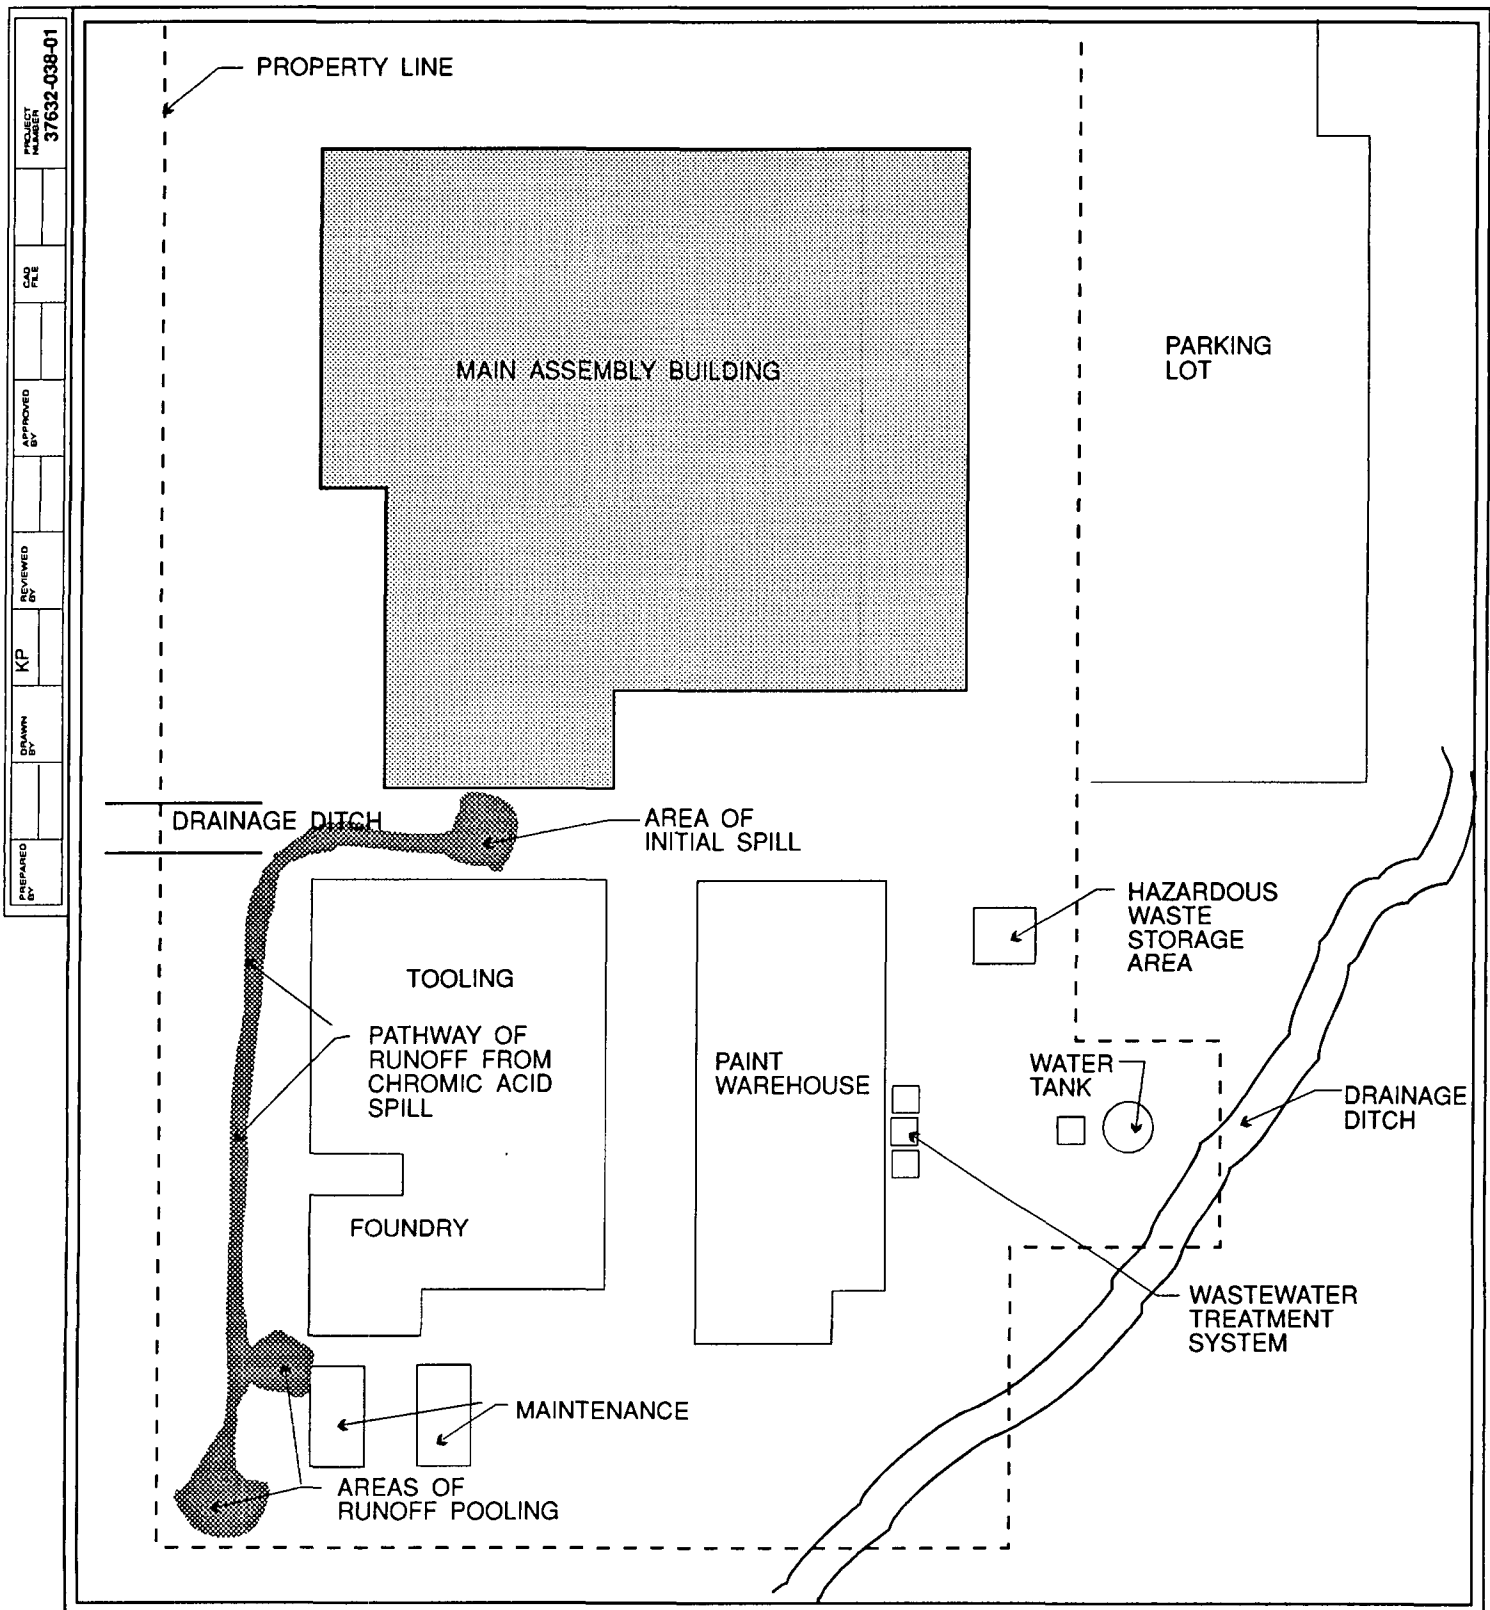 PROJECT
NUMBER
37632-038-01
CAD
FILE
APPROVED
BY
REVIEWED
BY
KP
DRAWN
BY
PREPARED
BY
PROPERTY LINE
MAIN ASSEMBLY BUILDING
PARKING
LOT
DRAINAGE DITCH
AREA OF
INITIAL SPILL
HAZARDOUS
WASTE
STORAGE
AREA
TOOLING
PATHWAY OF
RUNOFF FROM
CHROMIC ACID
SPILL
PAINT
WAREHOUSE
WATER
TANK
DRAINAGE
DITCH
FOUNDRY
WASTEWATER
TREATMENT
SYSTEM
MAINTENANCE
AREAS OF
RUNOFF POOLING